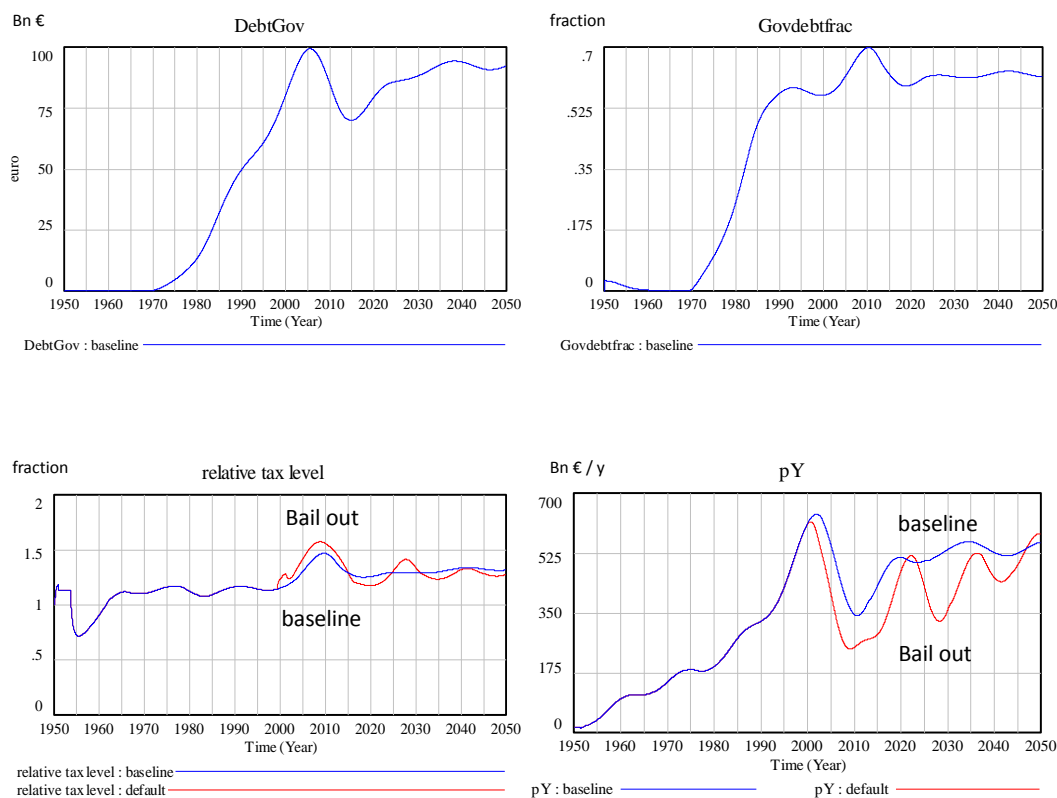 Bn €
DebtGov
100
75
50
25
0
euro
1950 1960 1970 1980 1990 2000 2010 2020 2030 2040 2050
Time (Year)
DebtGov : baseline
fraction
Govdebtfrac
.7
.525
.35
.175
0
1950 1960 1970 1980 1990 2000 2010 2020 2030 2040 2050
Time (Year)
Govdebtfrac : baseline
fraction
relative tax level
2
1.5
1
.5
0
Bail out
baseline
1950 1960 1970 1980 1990 2000 2010 2020 2030 2040 2050
Time (Year)
relative tax level : baseline
relative tax level : default
Bn € / y
pY
700
525
350
175
0
baseline
Bail out
1950 1960 1970 1980 1990 2000 2010 2020 2030 2040 2050
Time (Year)
pY : baseline pY : default